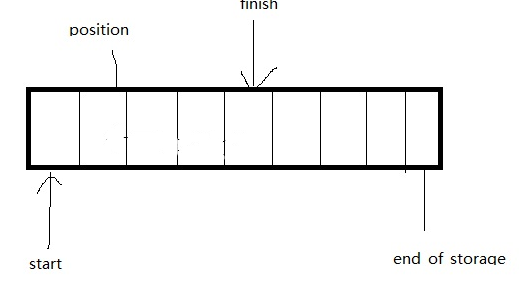 finish
position
start
end of storage